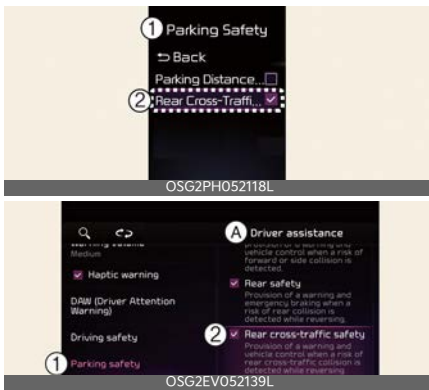 1 Parking Safety
Back
Parking Distance...
2 Rear Cross-Traffi...
OSG2PH052118L
A Driver assistance
Warning volume
Medium
Haptic warning
DAW (Driver Attention
Warning)
Driving safety
1 Parking safety
provision of a warning and
vehicle control when a risk of
forward or side collision is
detected.
Rear safety
Provision of a warning and
emergency braking when a
risk of rear collision is
detected while reversing.
2 Rear cross-traffic safety
Provision of a warning and
vehicle control when a risk of
rear cross-traffic collision is
detected while reversing
OSG2EV052139L